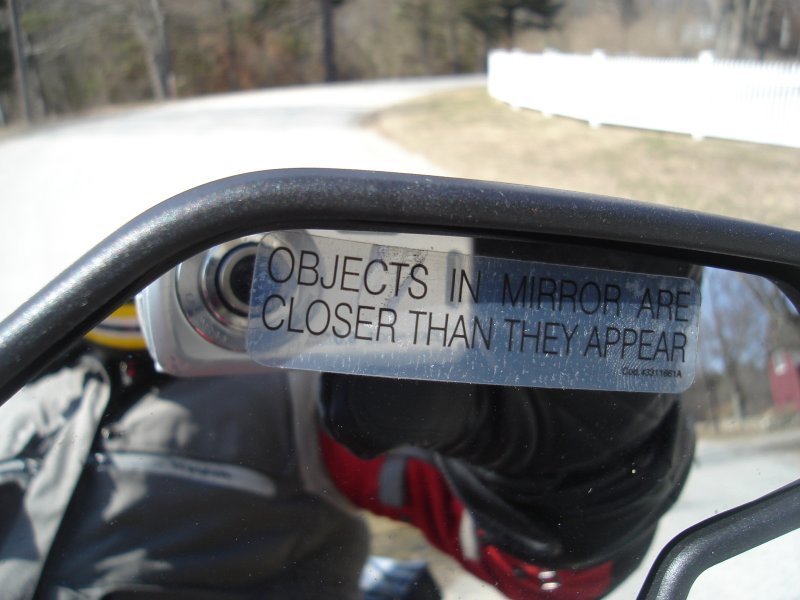 OBJECTS IN MIRROR ARE
CLOSER THAN THEY APPEAR